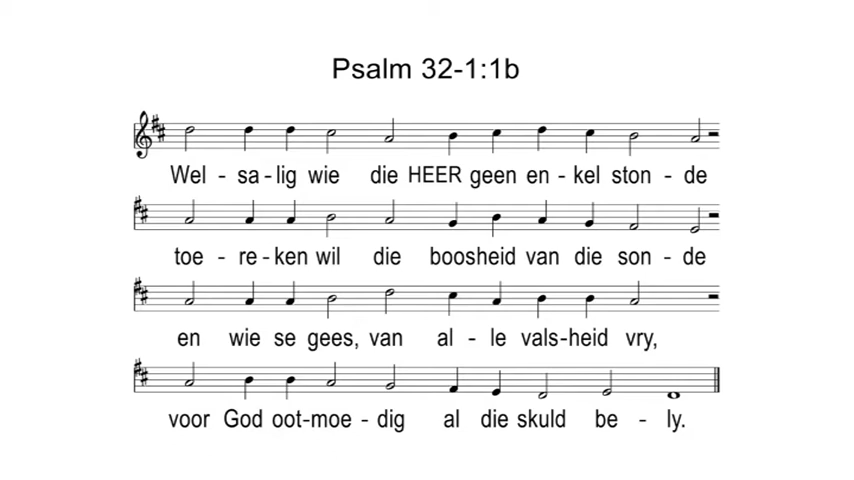 Psalm 32-1:1b
Wel - sa - lig wie die HEER geen en - kel ston - de
toe - re - ken wil die boosheid van die son - de
en wie se gees, van al - le vals-heid vry,
voor God oot-moe - dig al die skuld be - ly.